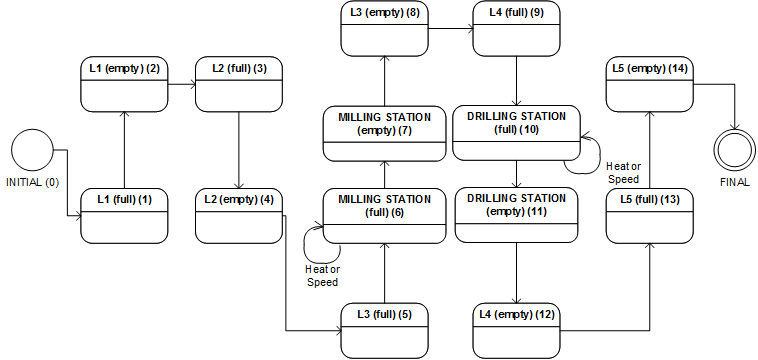 L3 (empty) (8)
L4 (full) (9)
L1 (empty) (2)
L2 (full) (3)
L5 (empty) (14)
MILLING STATION
(empty) (7)
DRILLING STATION
(full) (10)
Heat or
Speed
INITIAL (0)
FINAL
L1 (full) (1)
L2 (empty) (4)
MILLING STATION
(full) (6)
DRILLING STATION
(empty) (11)
L5 (full) (13)
Heat or
Speed
L3 (full) (5)
L4 (empty) (12)